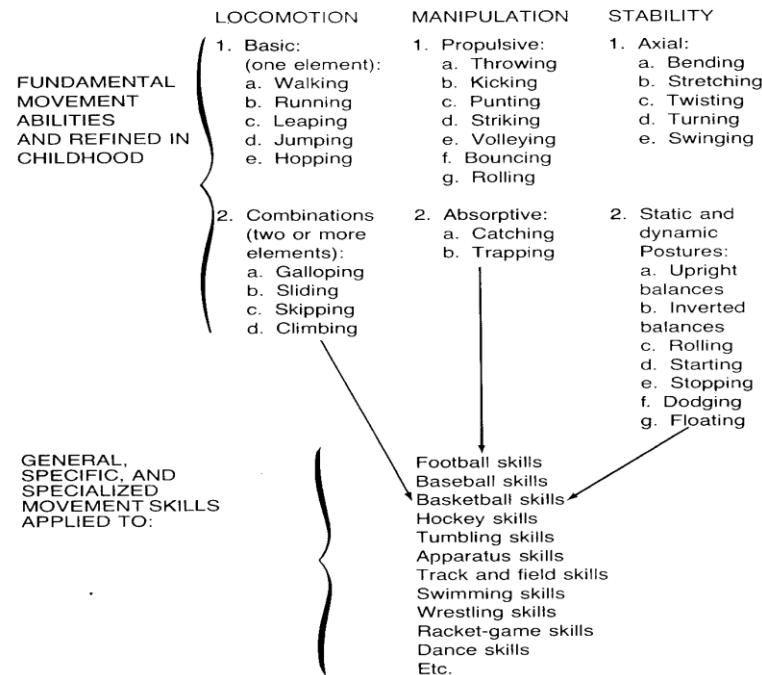 LOCOMOTION MANIPULATION STABILITY
FUNDAMENTAL
MOVEMENT
ABILITIES
AND REFINED IN
CHILDHOOD
1. Basic:
(one element):
a. Walking
b. Running
c. Leaping
d. Jumping
e. Hopping
2. Combinations
(two or more
elements):
a. Galloping
b. Sliding
c. Skipping
d. Climbing
1. Propulsive:
a. Throwing
b. Kicking
c. Punting
d. Striking
e. Volleying
f. Bouncing
g. Rolling
2. Absorptive:
a. Catching
b. Trapping
1. Axial:
a. Bending
b. Stretching
c. Twisting
d. Turning
e. Swinging
2. Static and
dynamic
Postures:
a. Upright
balances
b. Inverted
balances
c. Rolling
d. Starting
e. Stopping
f. Dodging
g. Floating
GENERAL,
SPECIFIC, AND
SPECIALIZED
MOVEMENT SKILLS
APPLIED TO:
Football skills
Baseball skills
Basketball skills
Hockey skills
Tumbling skills
Apparatus skills
Track and field skills
Swimming skills
Wrestling skills
Racket-game skills
Dance skills
Etc.